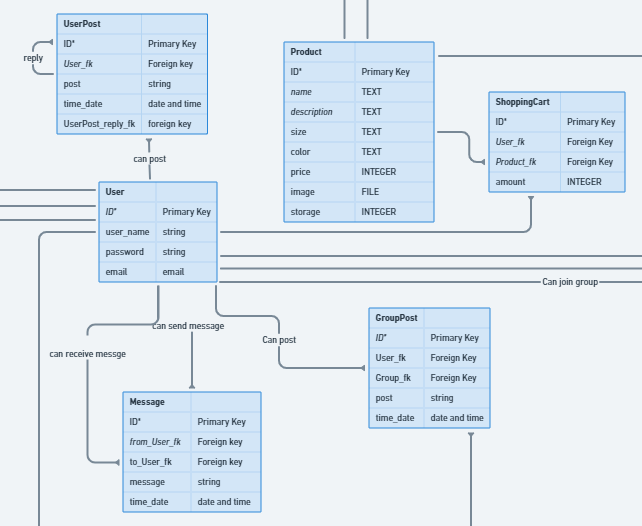 UserPost
ID* Primary Key
User_fk Foreign key
post string
time_date date and time
UserPost_reply_fk foreign key
reply
can post
Product
ID* Primary Key
name TEXT
description TEXT
size TEXT
color TEXT
price INTEGER
image FILE
storage INTEGER
ShoppingCart
ID* Primary Key
User_fk Foreign Key
Product_fk Foreign Key
amount INTEGER
User
ID* Primary Key
user_name string
password string
email email
Can join group
can send message
can receive messge
Can post
GroupPost
ID* Primary Key
User_fk Foreign Key
Group_fk Foreign Key
post string
time_date date and time
Message
ID* Primary Key
from_User_fk Foreign key
to_User_fk Foreign key
message string
time_date date and time